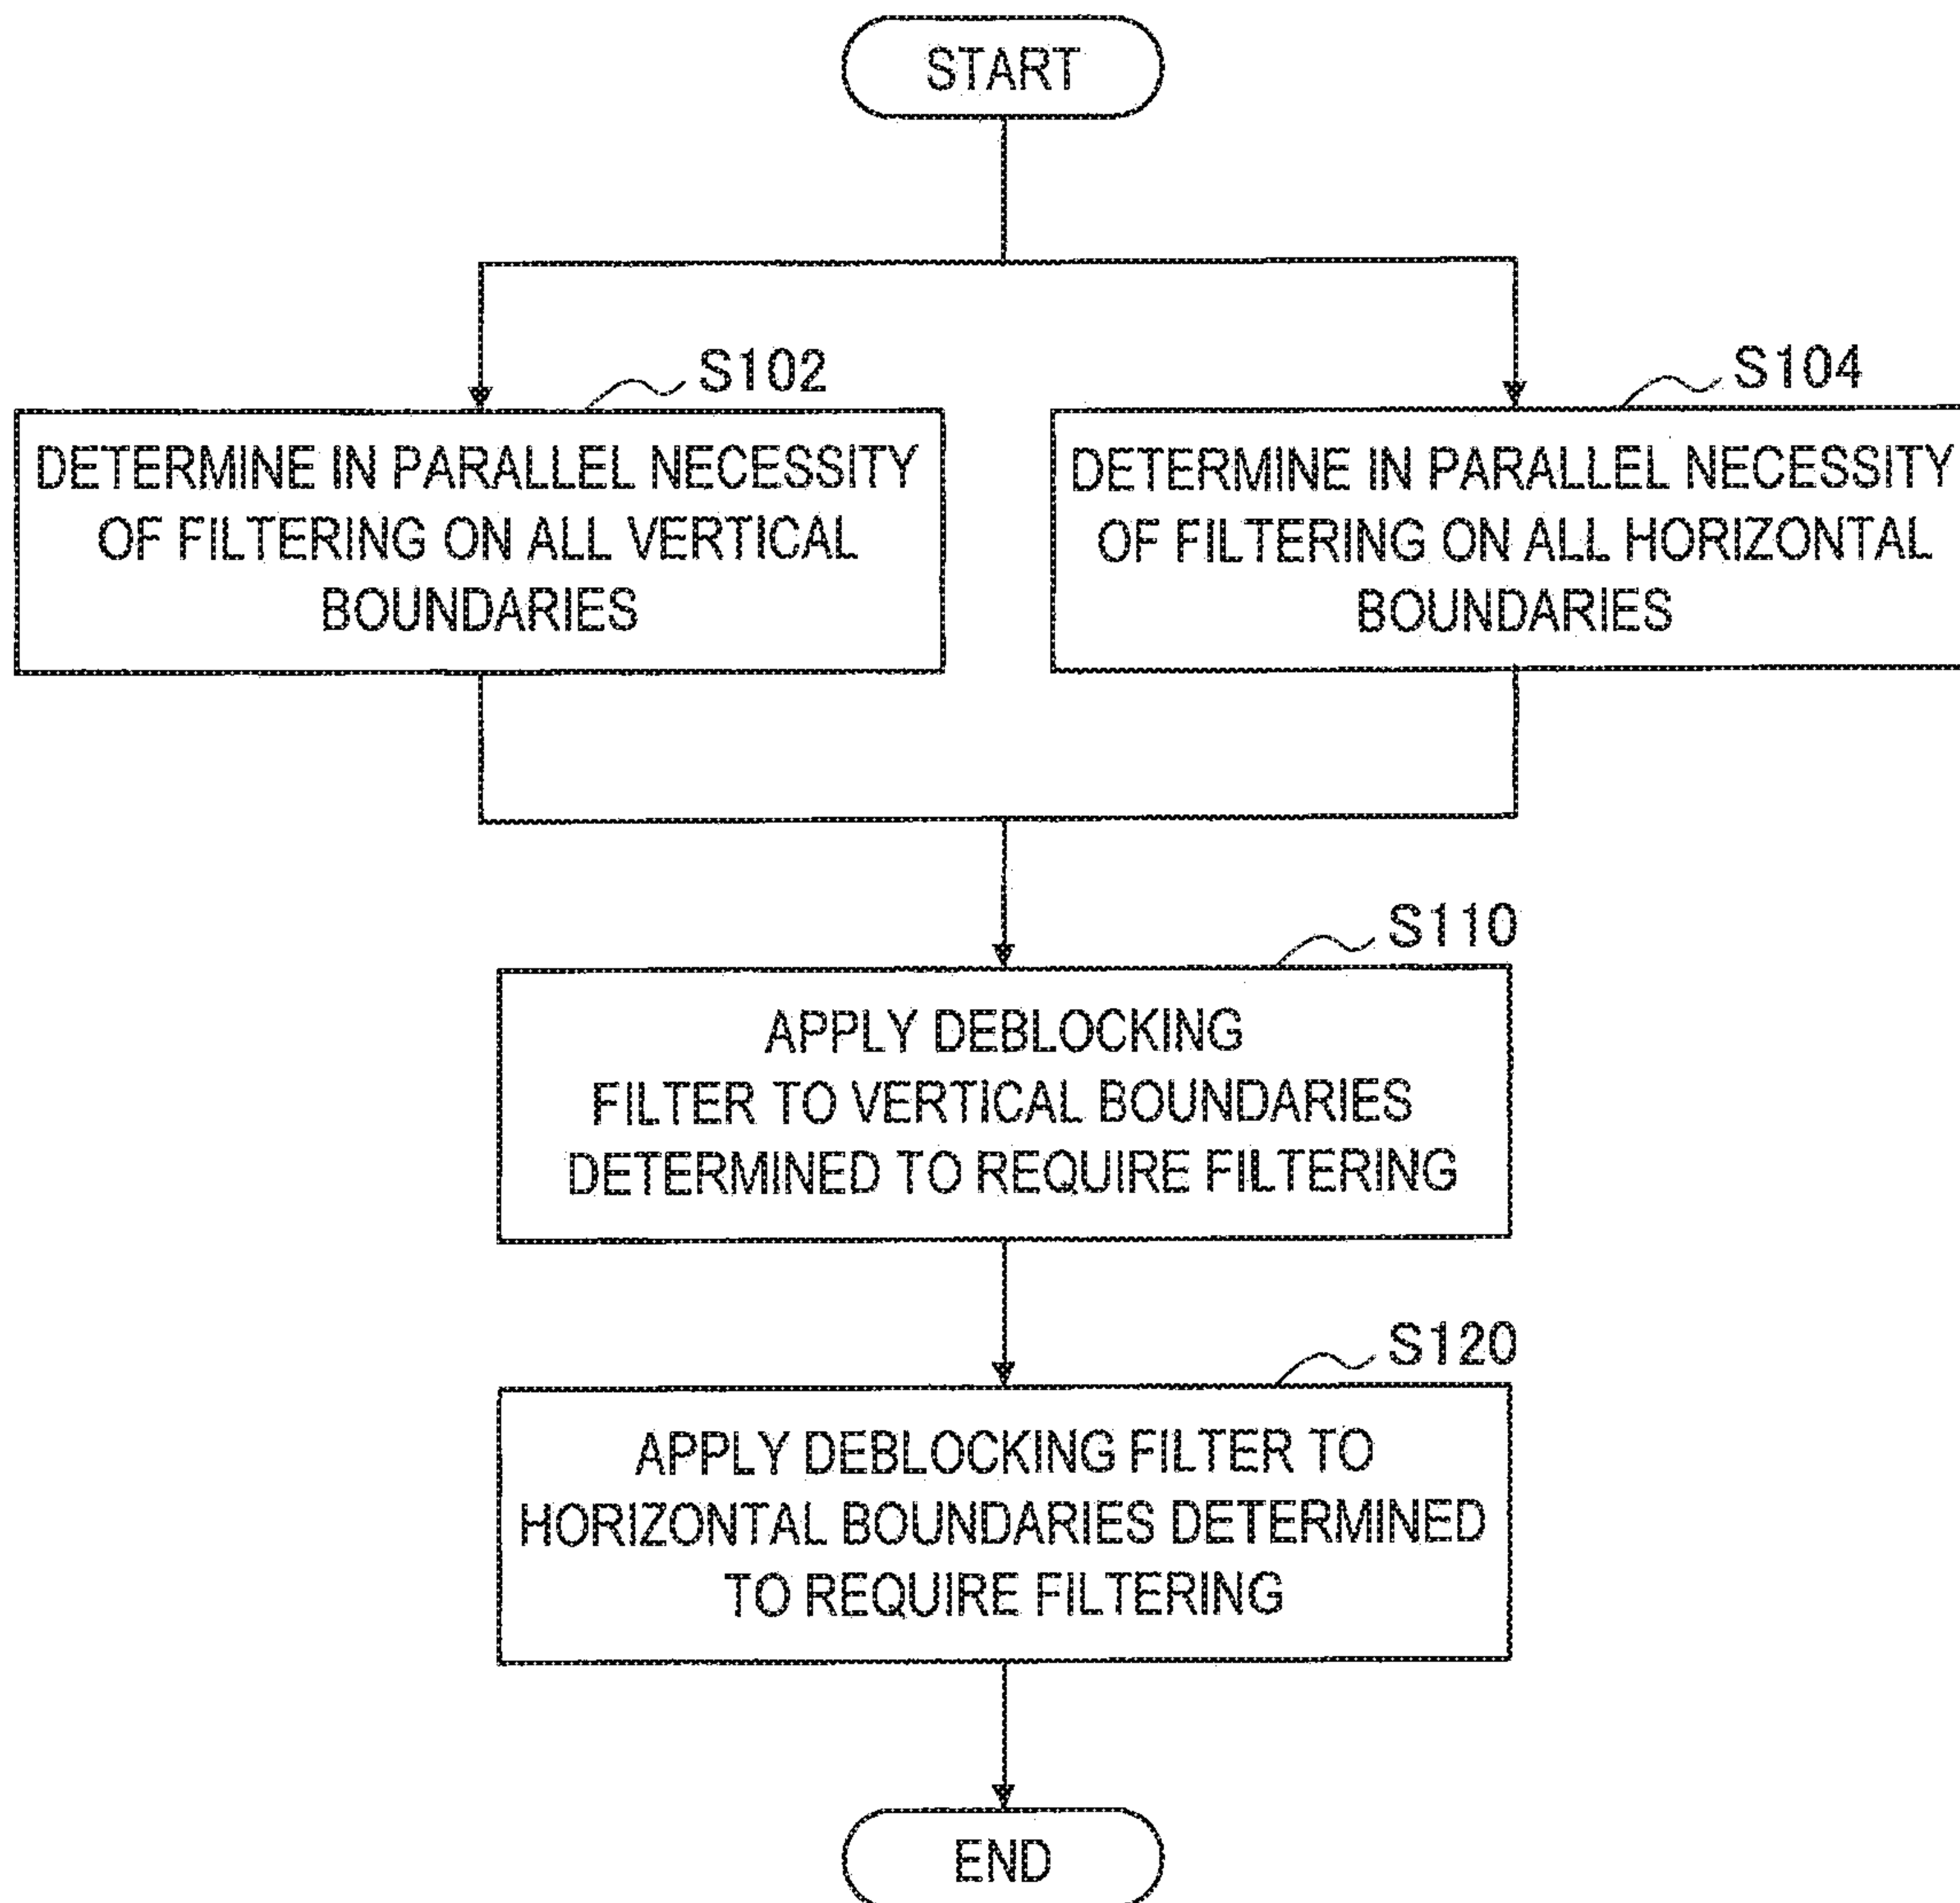 START
S102
DETERMINE IN PARALLEL NECESSITY
OF FILTERING ON ALL VERTICAL
BOUNDARIES
S104
DETERMINE IN PARALLEL NECESSITY
OF FILTERING ON ALL HORIZONTAL
BOUNDARIES
S110
APPLY DEBLOCKING
FILTER TO VERTICAL BOUNDARIES
DETERMINED TO REQUIRE FILTERING
S120
APPLY DEBLOCKING FILTER TO
HORIZONTAL BOUNDARIES DETERMINED
TO REQUIRE FILTERING
END